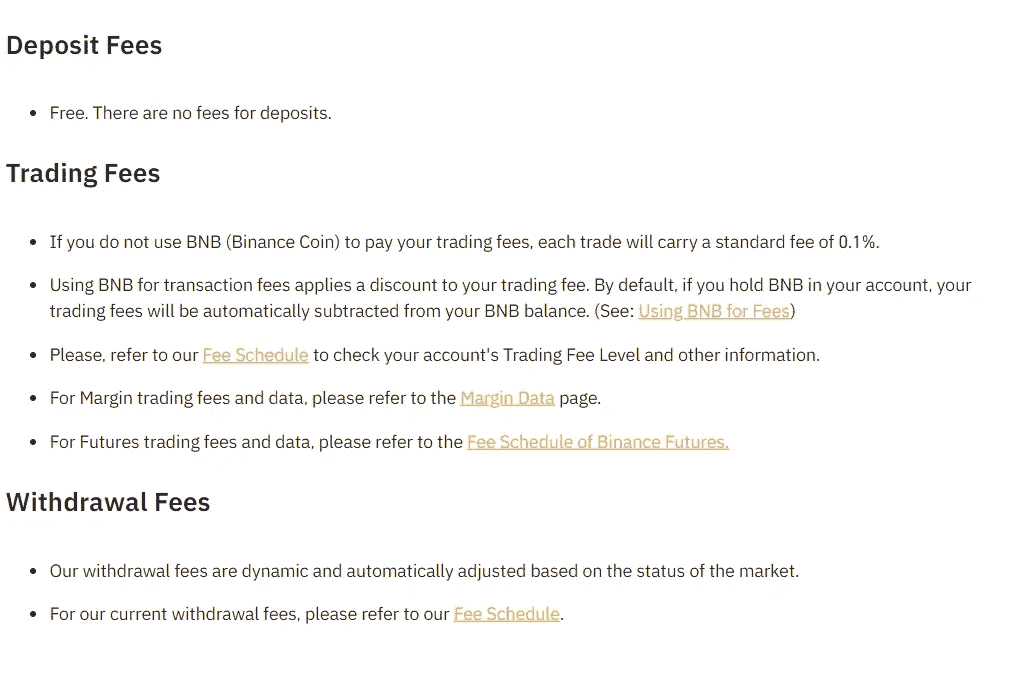 Deposit Fees
Free. There are no fees for deposits.
Trading Fees
If you do not use BNB (Binance Coin) to pay your trading fees, each trade will carry a standard fee of 0.1%.
Using BNB for transaction fees applies a discount to your trading fee. By default, if you hold BNB in your account, your
trading fees will be automatically subtracted from your BNB balance. (See: Using BNB for Fees)
Please, refer to our Fee Schedule to check your account's Trading Fee Level and other information.
For Margin trading fees and data, please refer to the Margin Data page.
For Futures trading fees and data, please refer to the Fee Schedule of Binance Futures.
Withdrawal Fees
Our withdrawal fees are dynamic and automatically adjusted based on the status of the market.
For our current withdrawal fees, please refer to our Fee Schedule.